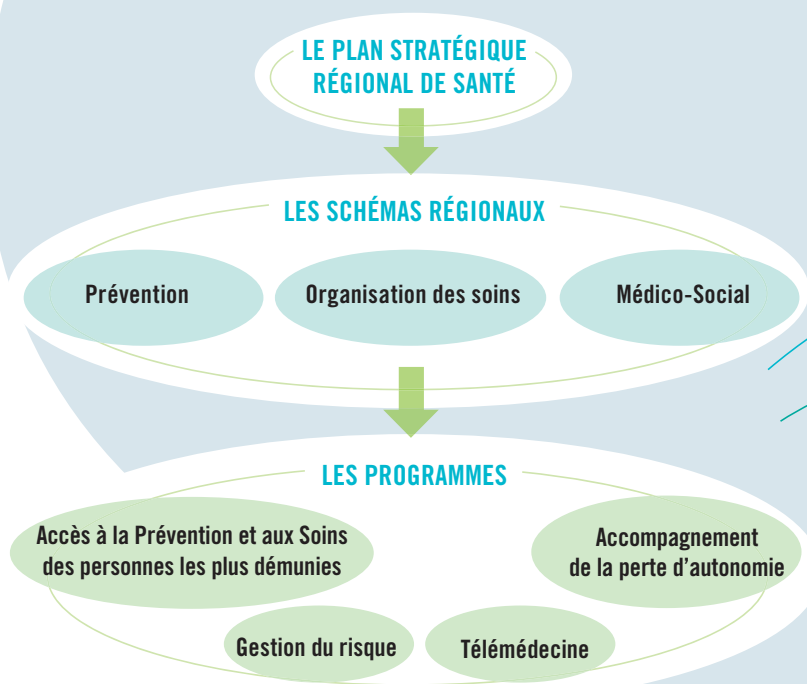 LE PLAN STRATÉGIQUE
RÉGIONAL DE SANTÉ
LES SCHÉMAS RÉGIONAUX
Prévention
Organisation des soins
Médico-Social
LES PROGRAMMES
Accès à la Prévention et aux Soins
des personnes les plus démunies
Accompagnement
de la perte d'autonomie
Gestion du risque
Télémédecine